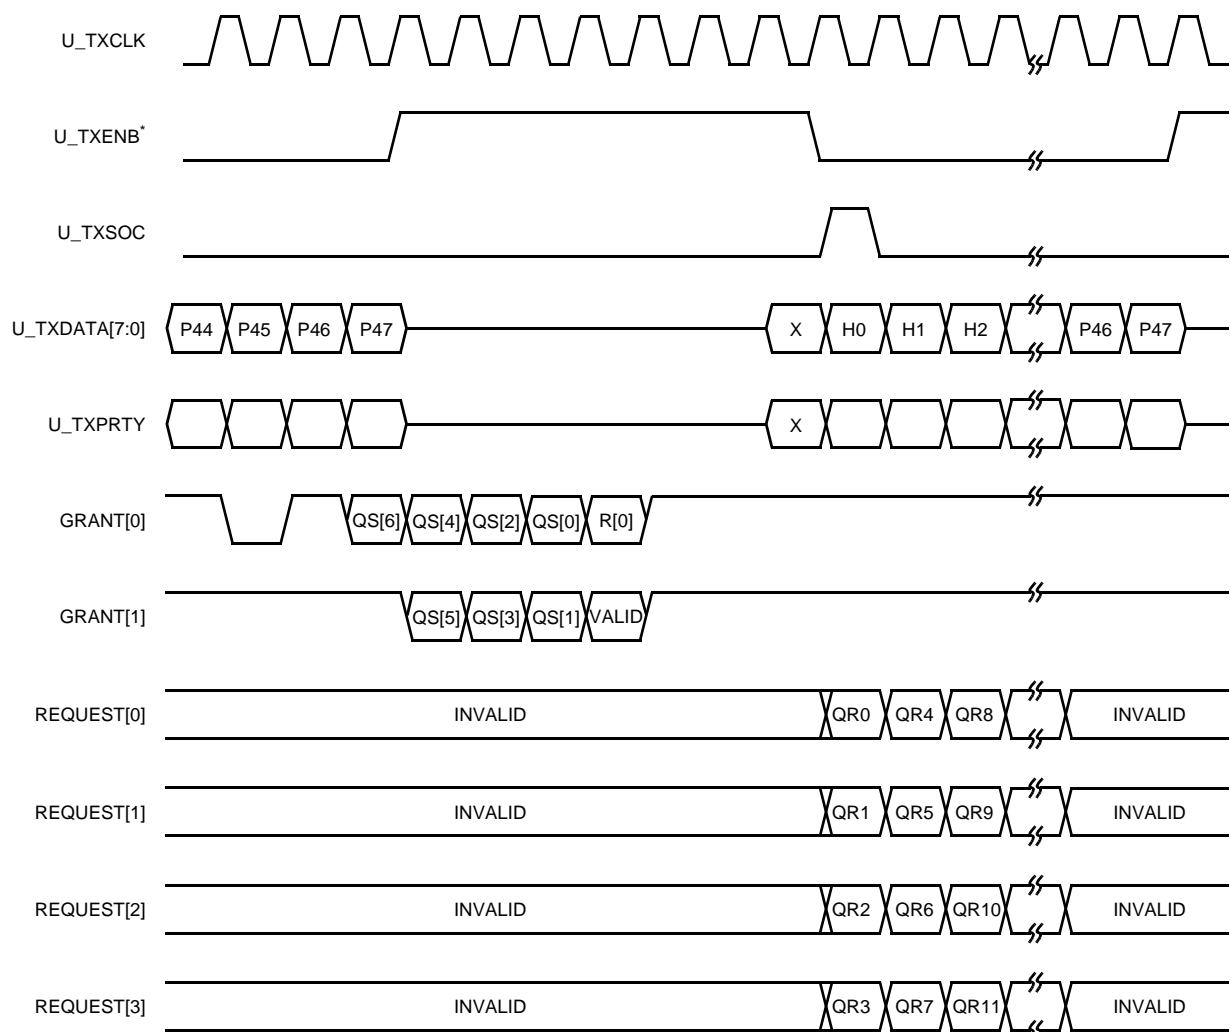 U_TXCLK
U_TXENB*
U_TXSOC
U_TXDATA[7:0] P44 P45 P46 P47 X H0 H1 H2 P46 P47
U_TXPRTY X
GRANT[0] QS[6] QS[4] QS[2] QS[0] R[0]
GRANT[1] QS[5] QS[3] QS[1] VALID
REQUEST[0] INVALID QR0 QR4 QR8 INVALID
REQUEST[1] INVALID QR1 QR5 QR9 INVALID
REQUEST[2] INVALID QR2 QR6 QR10 INVALID
REQUEST[3] INVALID QR3 QR7 QR11 INVALID